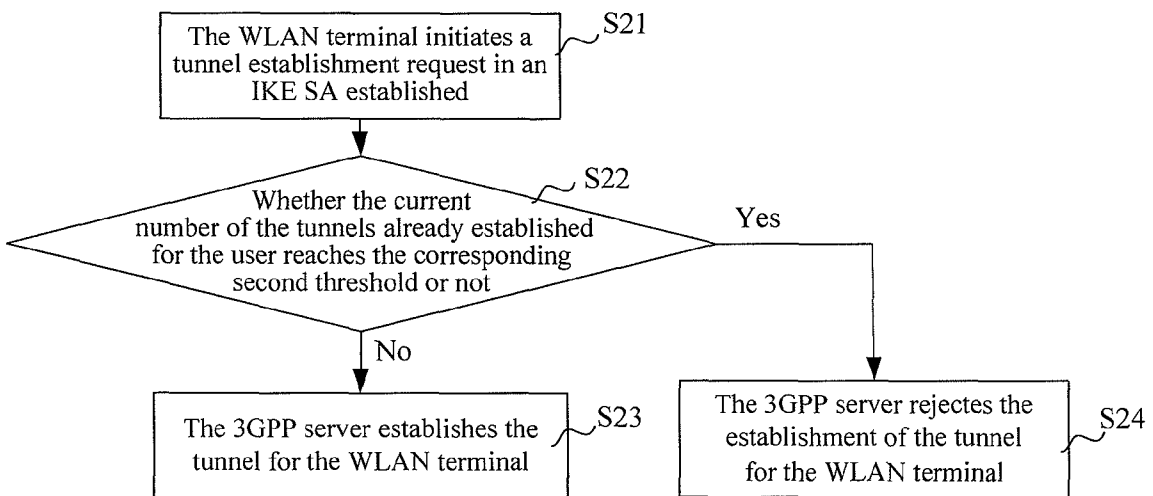 The WLAN terminal initiates a
tunnel establishment request in an
IKE SA established
S21
S22
Whether the current
number of the tunnels already established
for the user reaches the corresponding
second threshold or not
Yes
No
The 3GPP server establishes the
tunnel for the WLAN terminal
S23
The 3GPP server rejectes the
establishment of the tunnel
for the WLAN terminal
S24